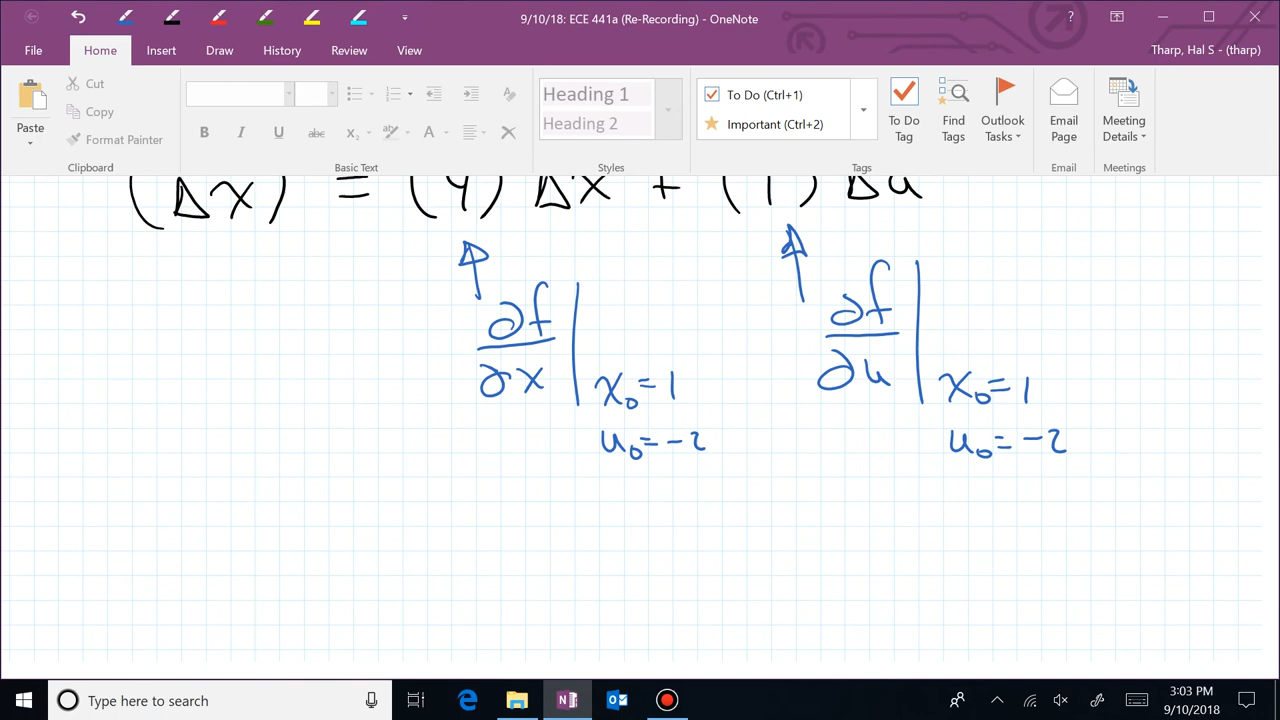 9/10/18: ECE 441a (Re-Recording) - OneNote
?
File Home Insert Draw History Review View
Tharp, Hal S - (tharp)
Paste
Cut
Copy
Format Painter
Clipboard
B I U abc x₂ ab A
Basic Text
Heading 1
Heading 2
Styles
To Do (Ctrl+1)
Important (Ctrl+2)
To Do Tag
Find Tags
Outlook Tasks
Tags
Email Page
Email
Meeting Details
Meetings
(Δx) = (4) Δx + (1) Δu
∂f/∂x | x₀ = 1
u₀ = -2
∂f/∂u | x₀ = 1
u₀ = -2
Type here to search
3:03 PM
9/10/2018